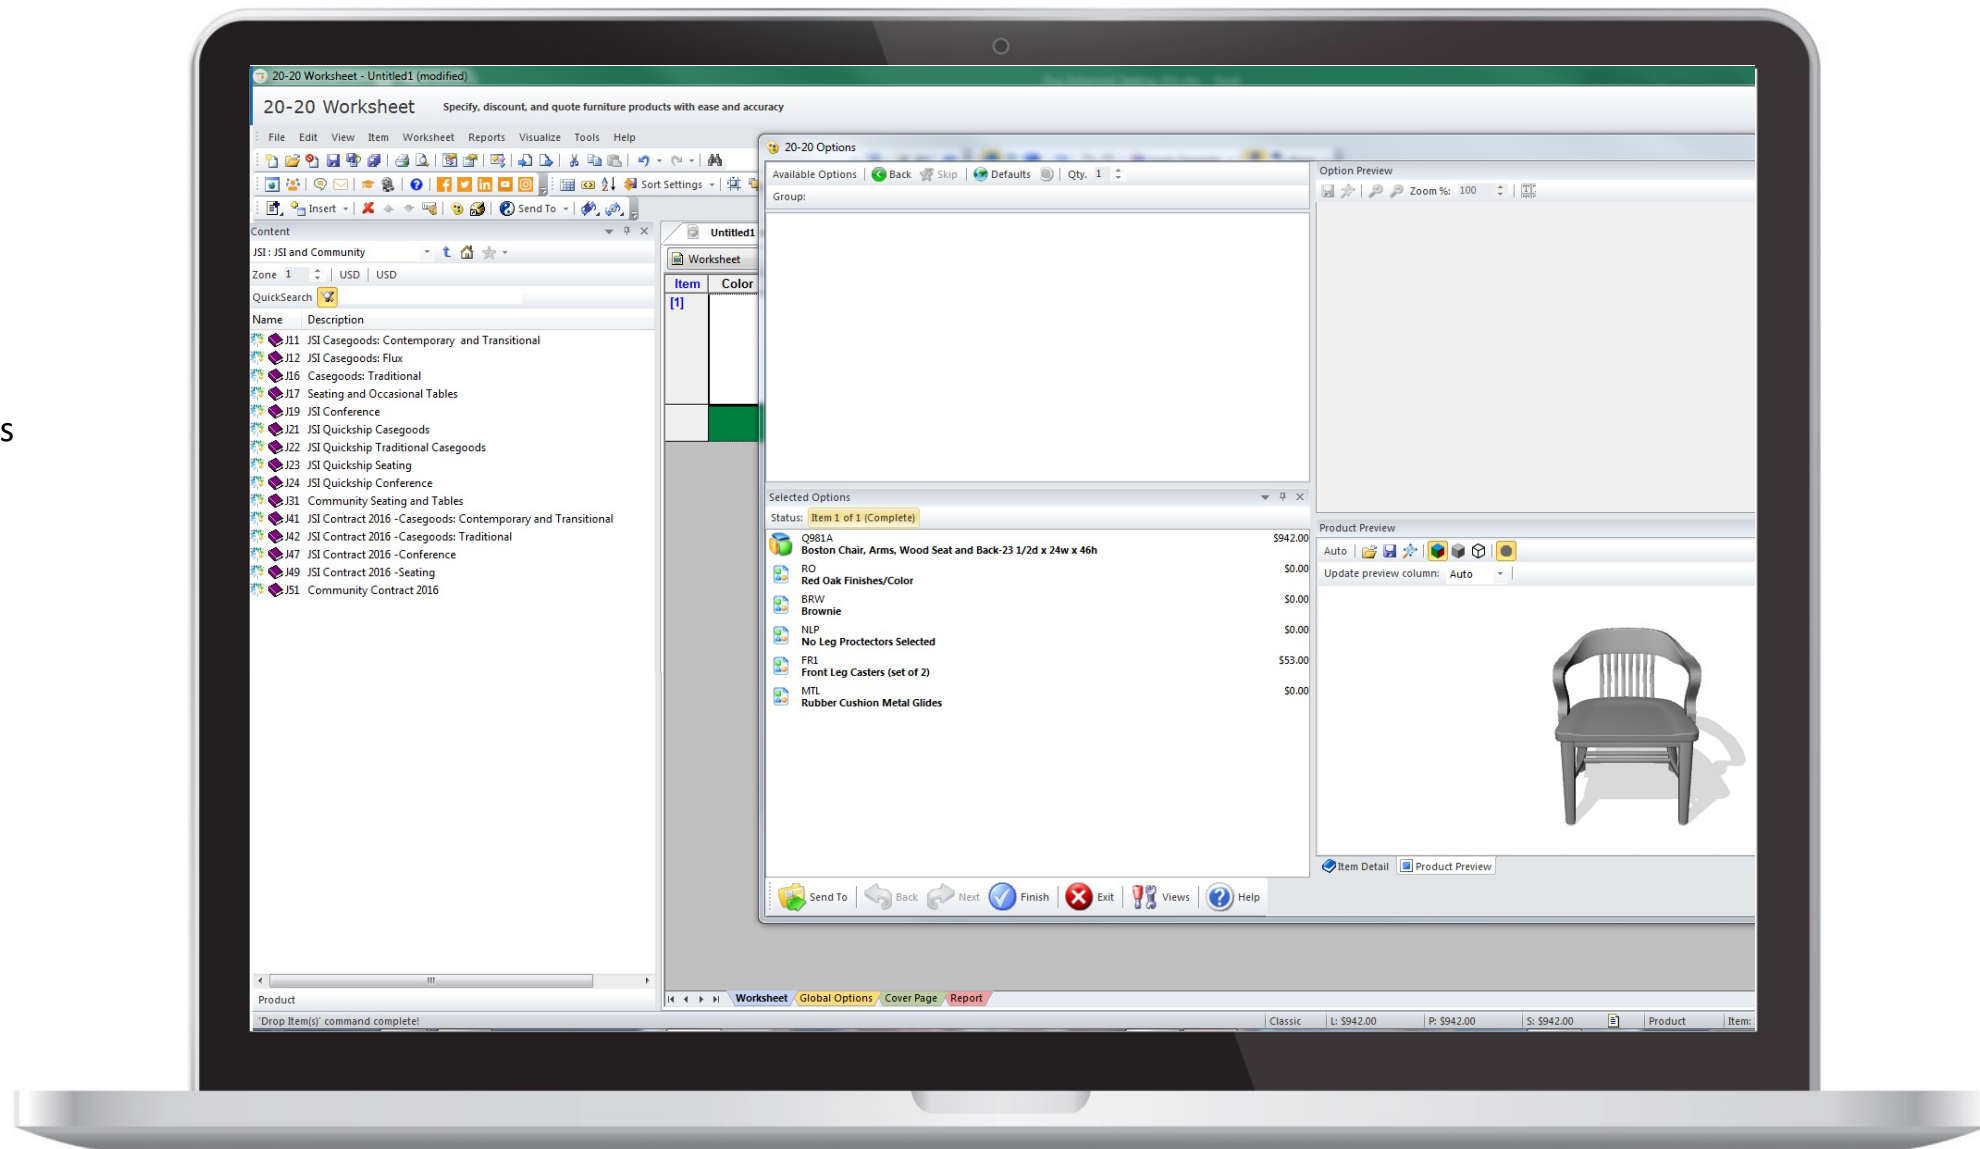 s
20-20 Worksheet - Untitled1 (modified)
20-20 Worksheet Specify, discount, and quote furniture products with ease and accuracy
File Edit View Item Worksheet Reports Visualize Tools Help
Sort Settings
Insert Send To
Content
JSI : JSI and Community
Zone 1 USD USD
QuickSearch
Name Description
J11 JSI Casegoods: Contemporary and Transitional
J12 JSI Casegoods: Flux
J16 Casegoods: Traditional
J17 Seating and Occasional Tables
J19 JSI Conference
J21 JSI Quickship Casegoods
J22 JSI Quickship Traditional Casegoods
J23 JSI Quickship Seating
J24 JSI Quickship Conference
J31 Community Seating and Tables
J41 JSI Contract 2016 -Casegoods: Contemporary and Transitional
J42 JSI Contract 2016 -Casegoods: Traditional
J47 JSI Contract 2016 -Conference
J49 JSI Contract 2016 -Seating
J51 Community Contract 2016
Product
'Drop Item(s)' command complete!
Untitled1
Worksheet
Item Color
[1]
20-20 Options
Available Options Back Skip Defaults Qty. 1
Group:
Selected Options
Status: Item 1 of 1 (Complete)
Q981A $942.00
Boston Chair, Arms, Wood Seat and Back-23 1/2d x 24w x 46h
RO $0.00
Red Oak Finishes/Color
BRW $0.00
Brownie
NLP $0.00
No Leg Proctectors Selected
FR1 $53.00
Front Leg Casters (set of 2)
MTL $0.00
Rubber Cushion Metal Glides
Send To Back Next Finish Exit Views Help
Option Preview
Zoom %: 100
Product Preview
Auto
Update preview column: Auto
Item Detail Product Preview
Worksheet Global Options Cover Page Report
Classic L: $942.00 P: $942.00 S: $942.00 Product Item: